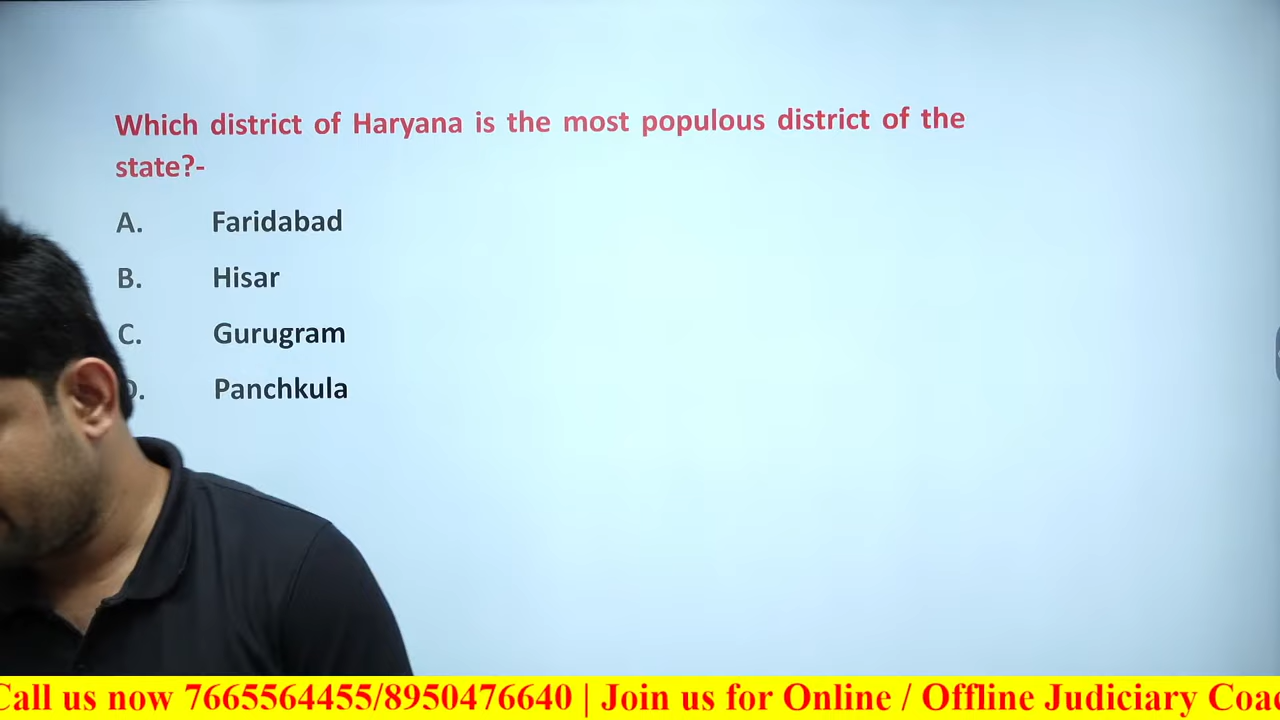 Which district of Haryana is the most populous district of the
state?-
A. Faridabad
B. Hisar
C. Gurugram
D. Panchkula
Call us now 7665564455/8950476640 | Join us for Online / Offline Judiciary Coac